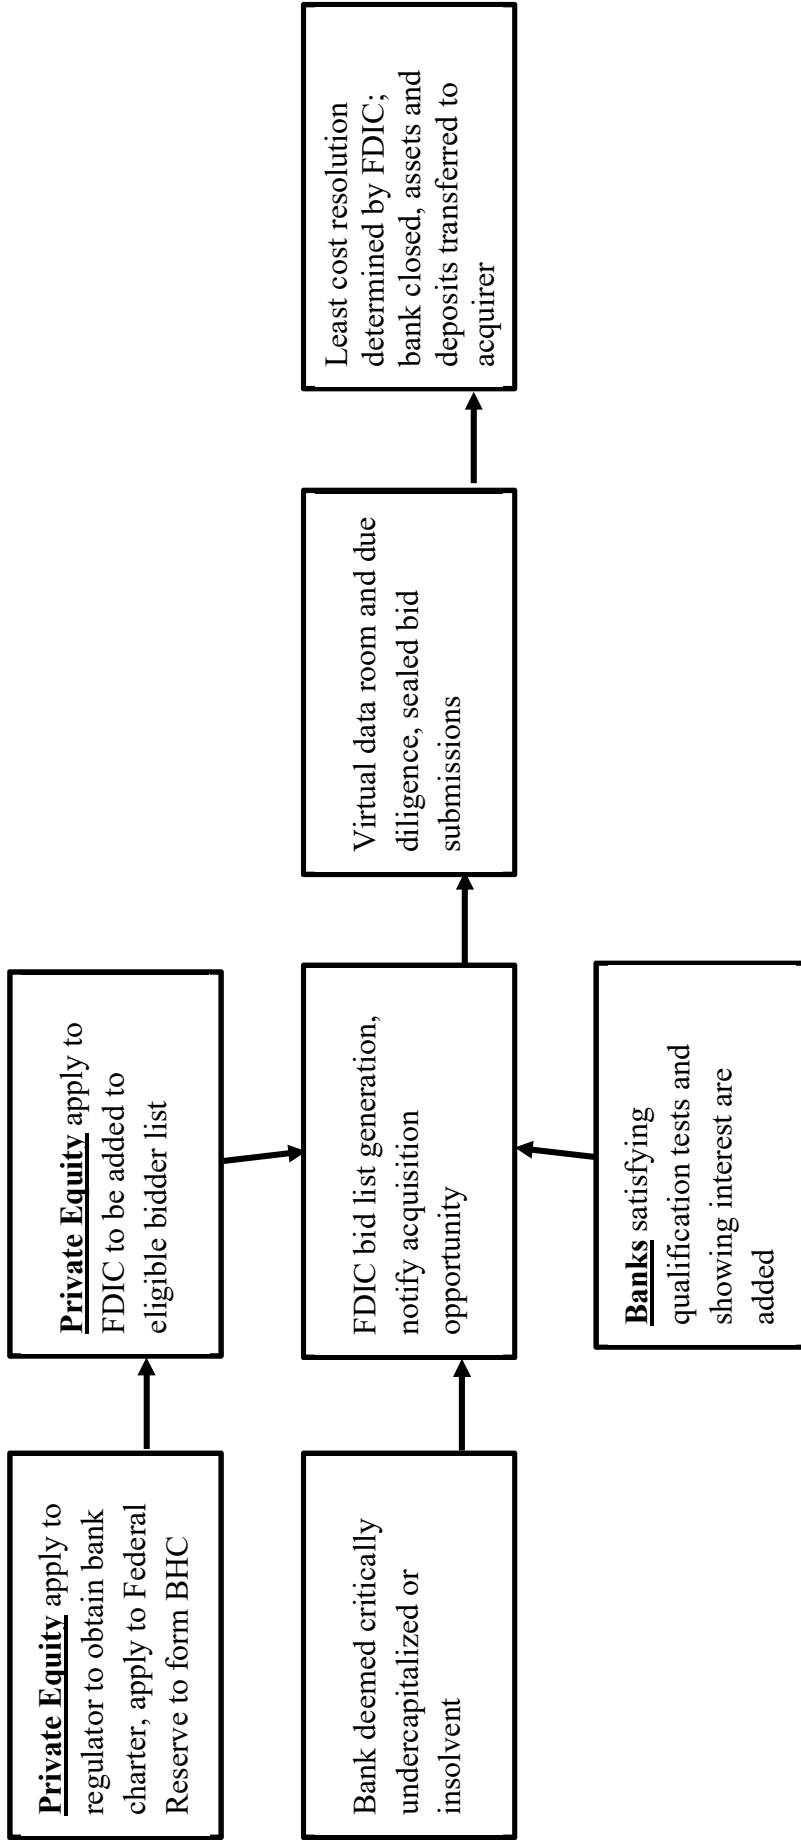 Private Equity apply to
regulator to obtain bank
charter, apply to Federal
Reserve to form BHC
Private Equity apply to
FDIC to be added to
eligible bidder list
Bank deemed critically
undercapitalized or
insolvent
FDIC bid list generation,
notify acquisition
opportunity
Virtual data room and due
diligence, sealed bid
submissions
Least cost resolution
determined by FDIC;
bank closed, assets and
deposits transferred to
acquirer
Banks satisfying
qualification tests and
showing interest are
added